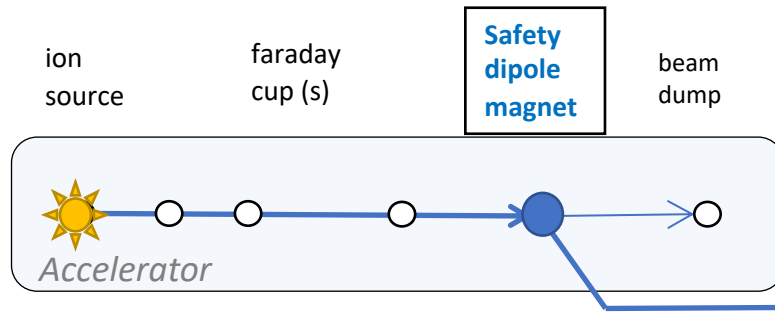 ion
source
faraday
cup (s)
Safety
dipole
magnet
beam
dump
Accelerator